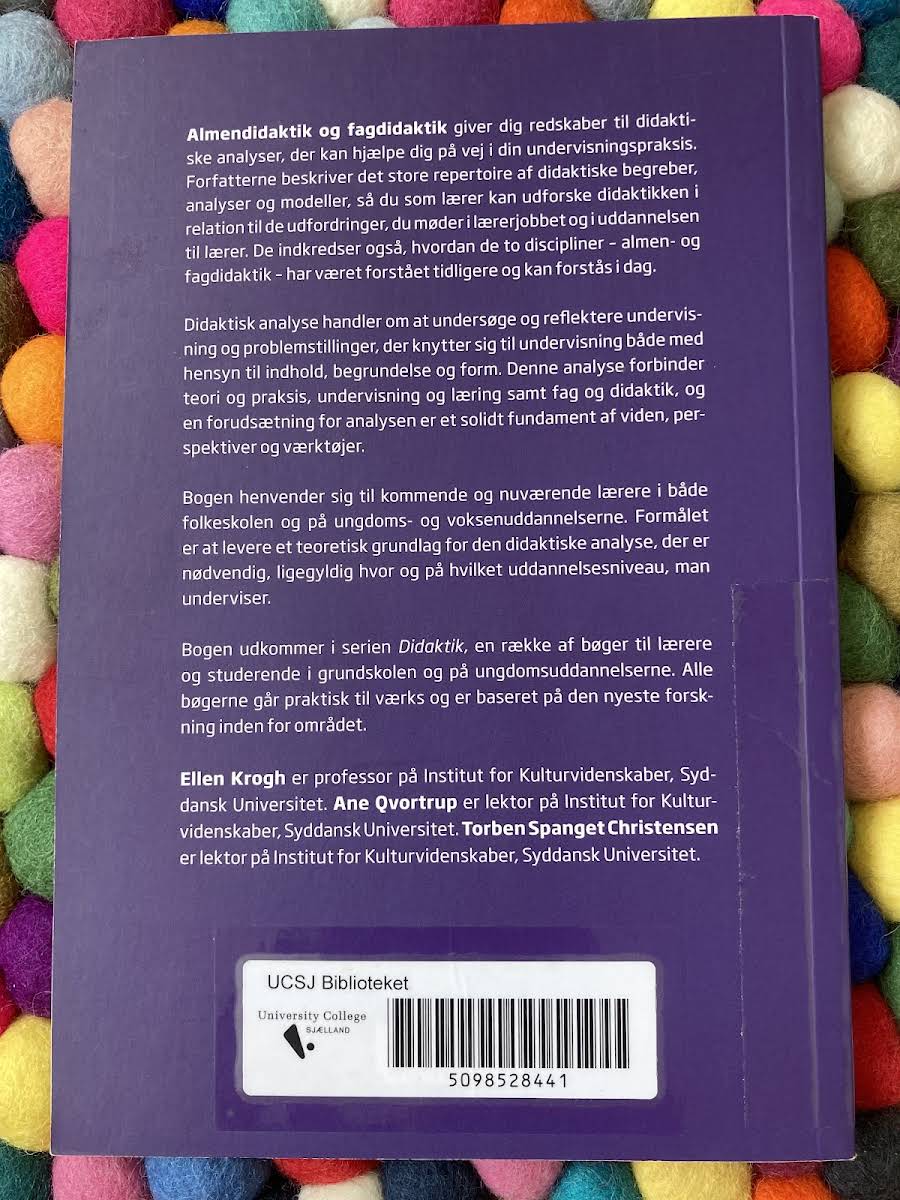 Almendidaktik og fagdidaktik giver dig redskaber til didakti-
ske analyser, der kan hjælpe dig på vej i din undervisningspraksis.
Forfatterne beskriver det store repertoire af didaktiske begreber,
analyser og modeller, så du som lærer kan udforske didaktikken i
relation til de udfordringer, du møder i lærerjobbet og i uddannelsen
til lærer. De indkredser også, hvordan de to discipliner – almen- og
fagdidaktik – har været forstået tidligere og kan forstås i dag.
Didaktisk analyse handler om at undersøge og reflektere undervis-
ning og problemstillinger, der knytter sig til undervisning både med
hensyn til indhold, begrundelse og form. Denne analyse forbinder
teori og praksis, undervisning og læring samt fag og didaktik, og
en forudsætning for analysen er et solidt fundament af viden, per-
spektiver og værktøjer.
Bogen henvender sig til kommende og nuværende lærere i både
folkeskolen og på ungdoms- og voksenuddannelserne. Formålet
er at levere et teoretisk grundlag for den didaktiske analyse, der er
nødvendig, ligegyldig hvor og på hvilket uddannelsesniveau, man
underviser.
Bogen udkommer i serien Didaktik, en række af bøger til lærere
og studerende i grundskolen og på ungdomsuddannelserne. Alle
bøgerne går praktisk til værks og er baseret på den nyeste forsk-
ning inden for området.
Ellen Krogh er professor på Institut for Kulturvidenskaber, Syd-
dansk Universitet. Ane Qvortrup er lektor på Institut for Kultur-
videnskaber, Syddansk Universitet. Torben Spanget Christensen
er lektor på Institut for Kulturvidenskaber, Syddansk Universitet.
UCSJ Biblioteket
University College
SJÆLLAND
5098528441